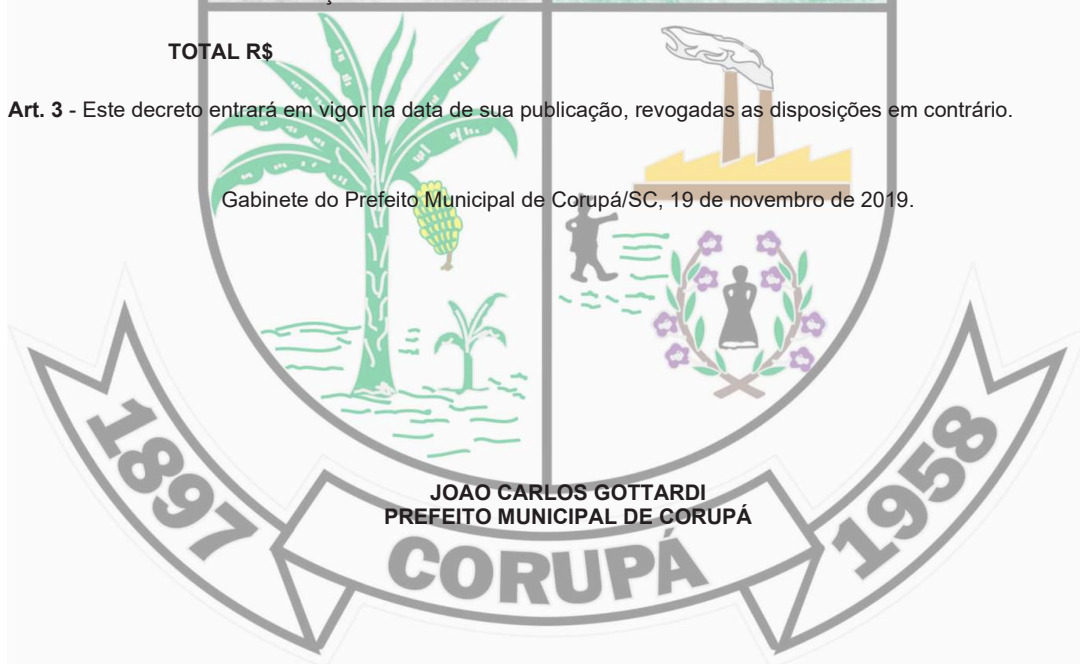 TOTAL R$
Art. 3 - Este decreto entrará em vigor na data de sua publicação, revogadas as disposições em contrário.
Gabinete do Prefeito Municipal de Corupá/SC, 19 de novembro de 2019.
JOAO CARLOS GOTTARDI
PREFEITO MUNICIPAL DE CORUPÁ
1897
CORUPÁ
1958